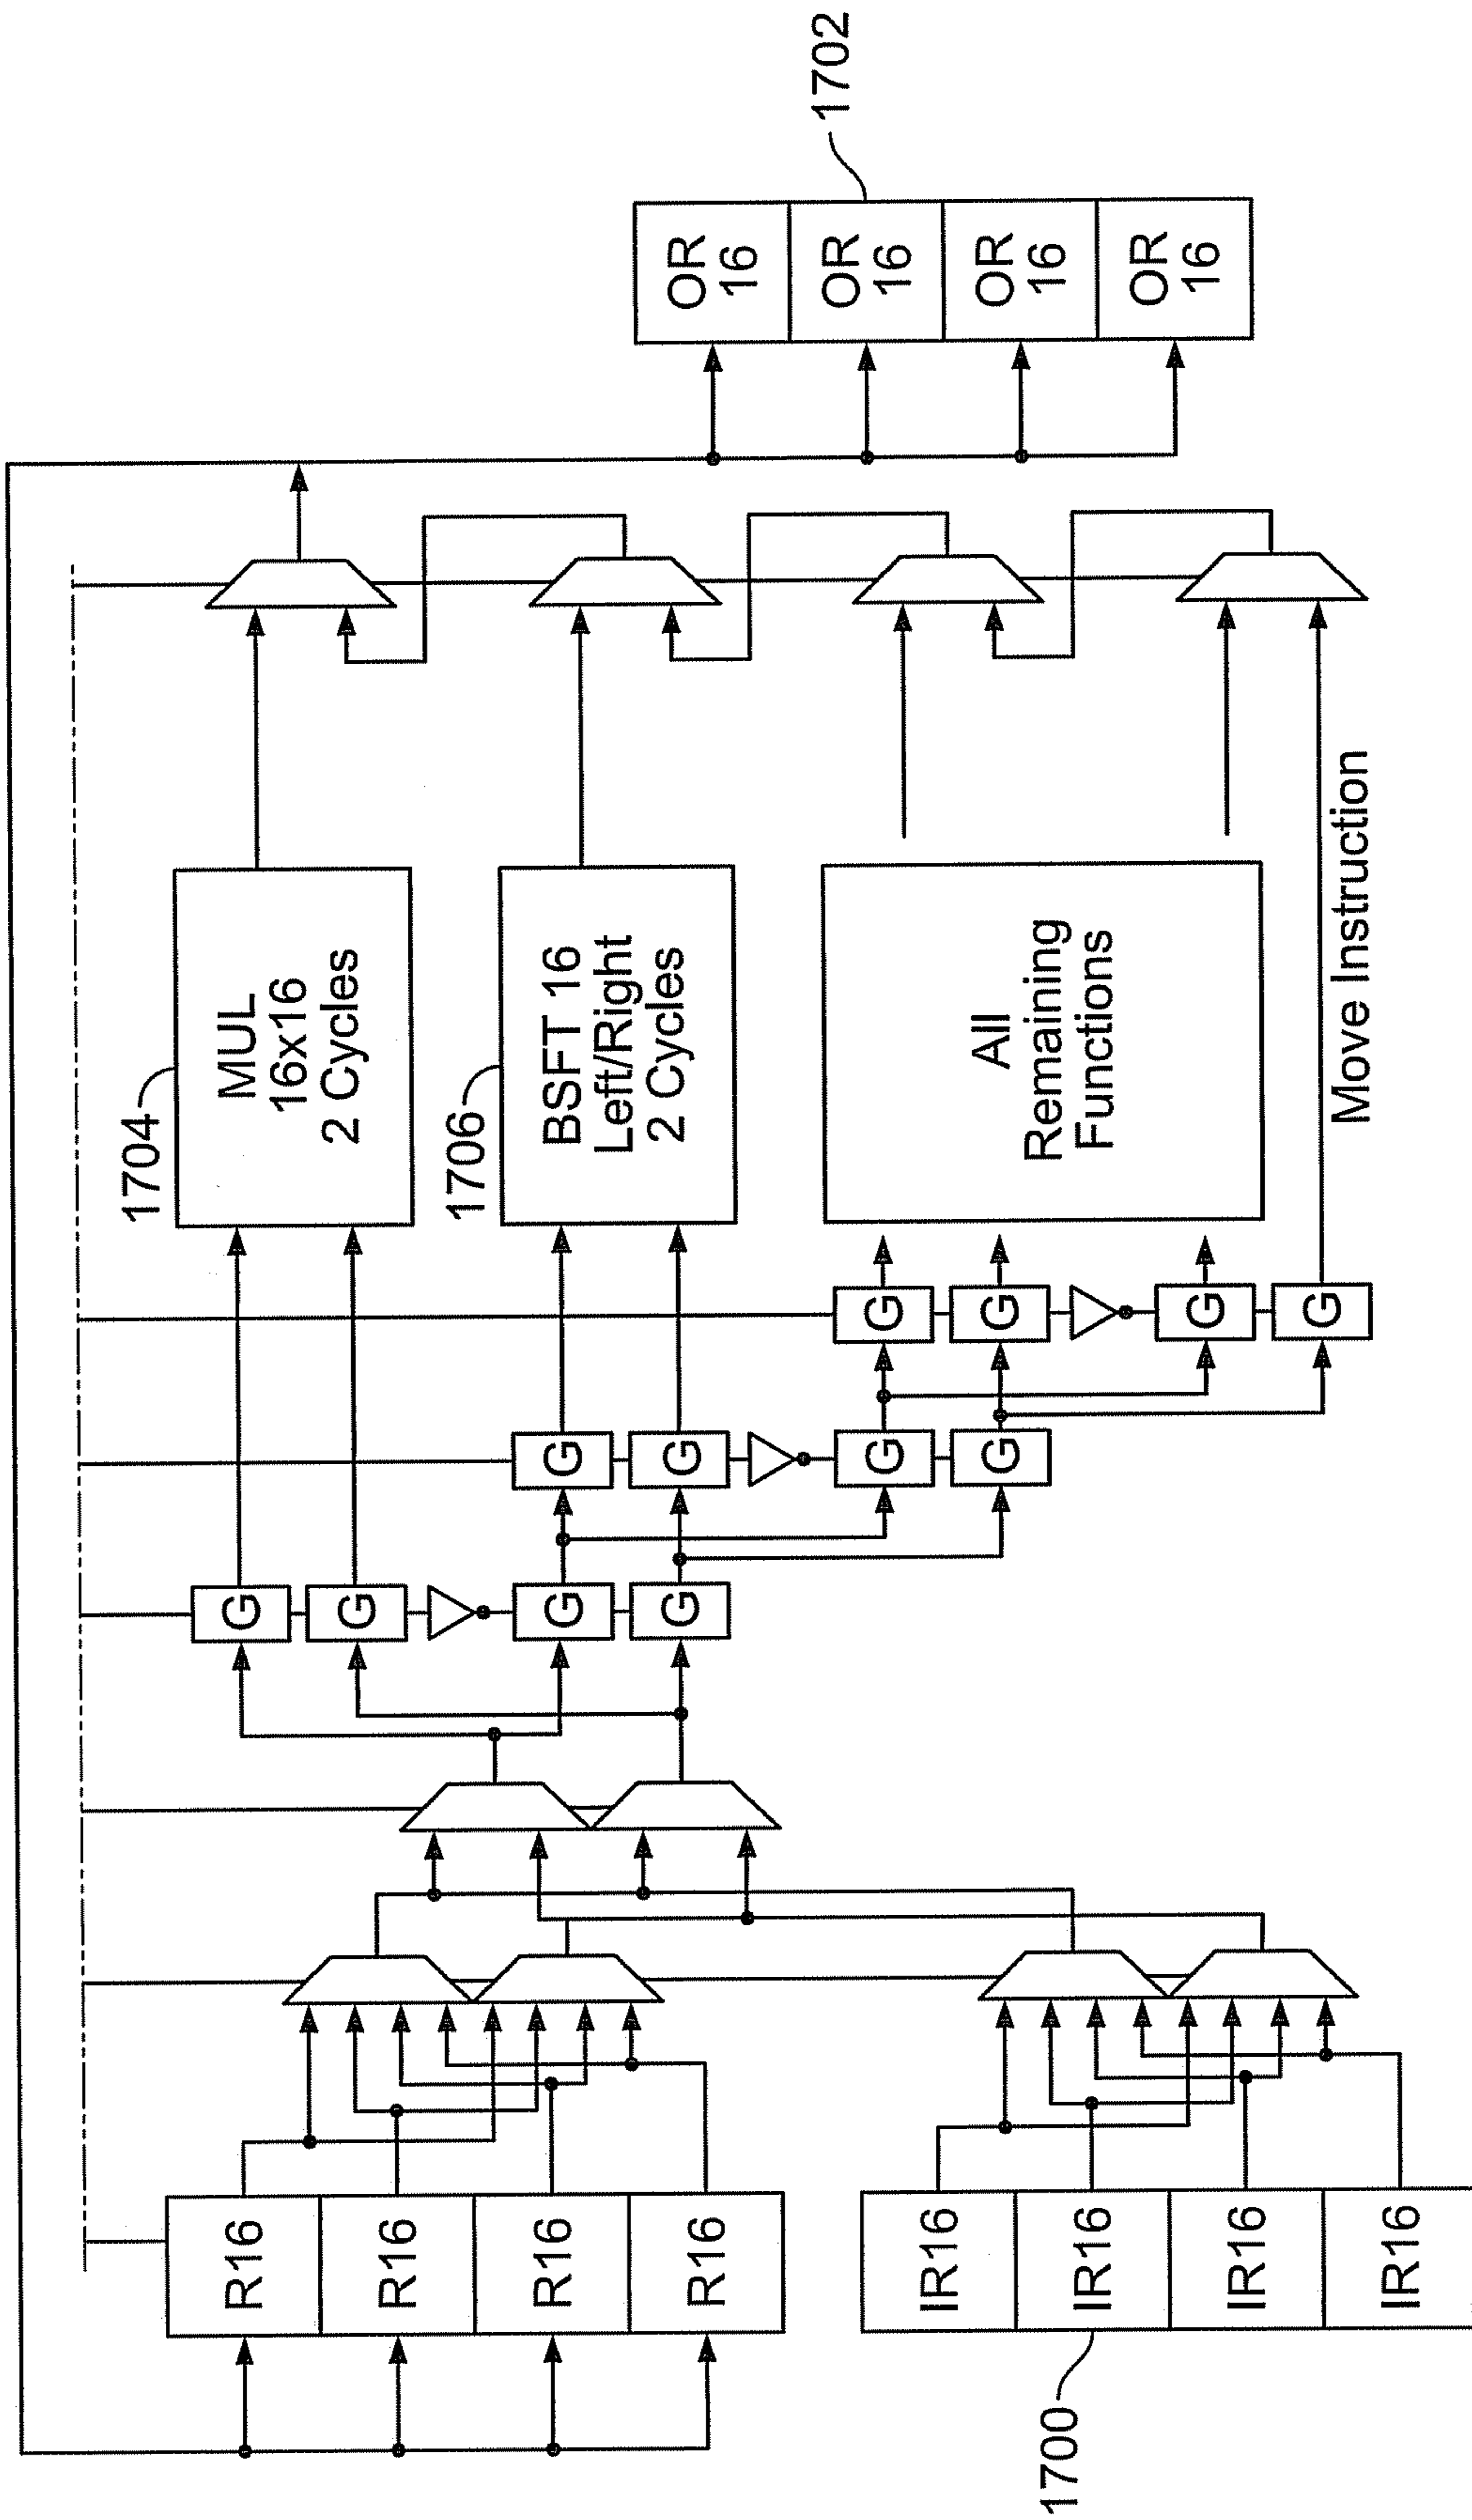 R16
R16
R16
R16
IR16
IR16
IR16
IR16
1700
G
G
G
G
G
G
G
G
G
G
G
G
1704
MUL
16x16
2 Cycles
1706
BSFT 16
Left/Right
2 Cycles
All
Remaining
Functions
Move Instruction
OR
16
OR
16
OR
16
OR
16
1702